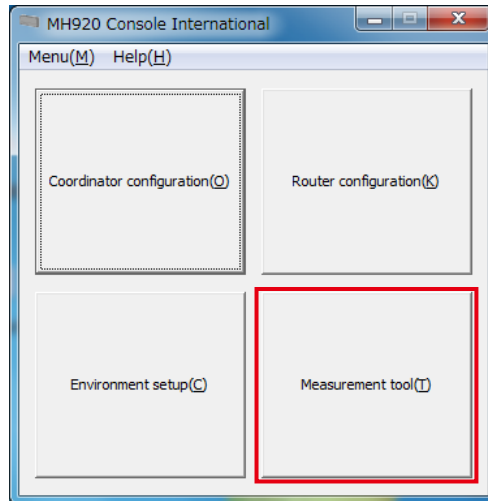 MH920 Console International
Menu(M) Help(H)
Coordinator configuration(O)
Router configuration(K)
Environment setup(C)
Measurement tool(T)